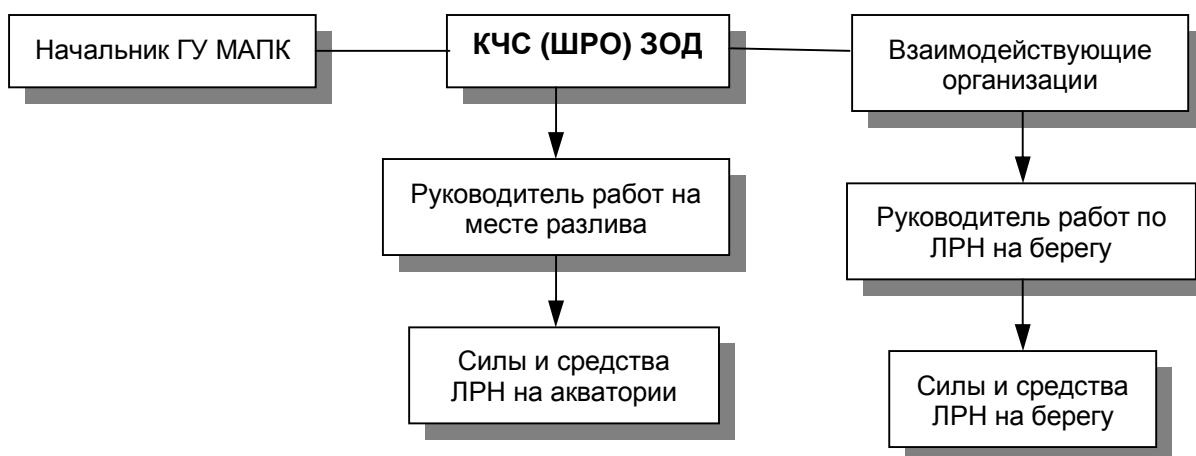 Начальник ГУ МАПК
КЧС (ШРО) ЗОД
Взаимодействующие
организации
Руководитель работ на
месте разлива
Руководитель работ по
ЛРН на берегу
Силы и средства
ЛРН на акватории
Силы и средства
ЛРН на берегу